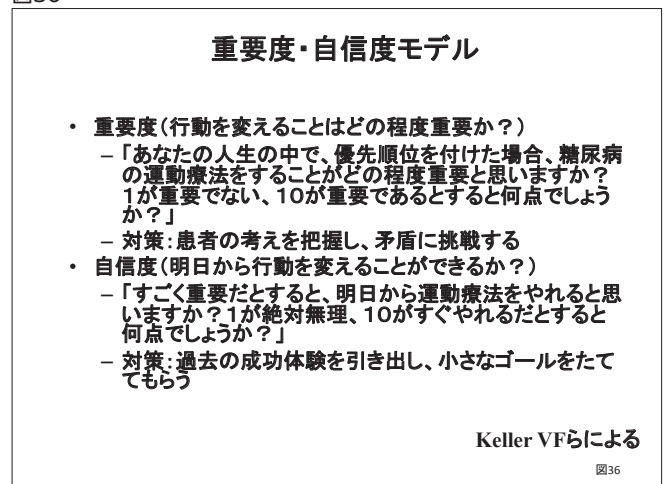 重要度・自信度モデル
• 重要度（行動を変えることはどの程度重要か？）
–「あなたの人生の中で、優先順位を付けた場合、糖尿病
の運動療法をすることがどの程度重要と思いますか？
1が重要でない、10が重要であるとすると何点でしょう
か？」
– 対策：患者の考えを把握し、矛盾に挑戦する
• 自信度（明日から行動を変えることができるか？）
–「すごく重要だとすると、明日から運動療法をやれると思
いますか？1が絶対無理、10がすぐやれるだとすると
何点でしょうか？」
– 対策：過去の成功体験を引き出し、小さなゴールをたて
てもらう
Keller VFらによる
図36